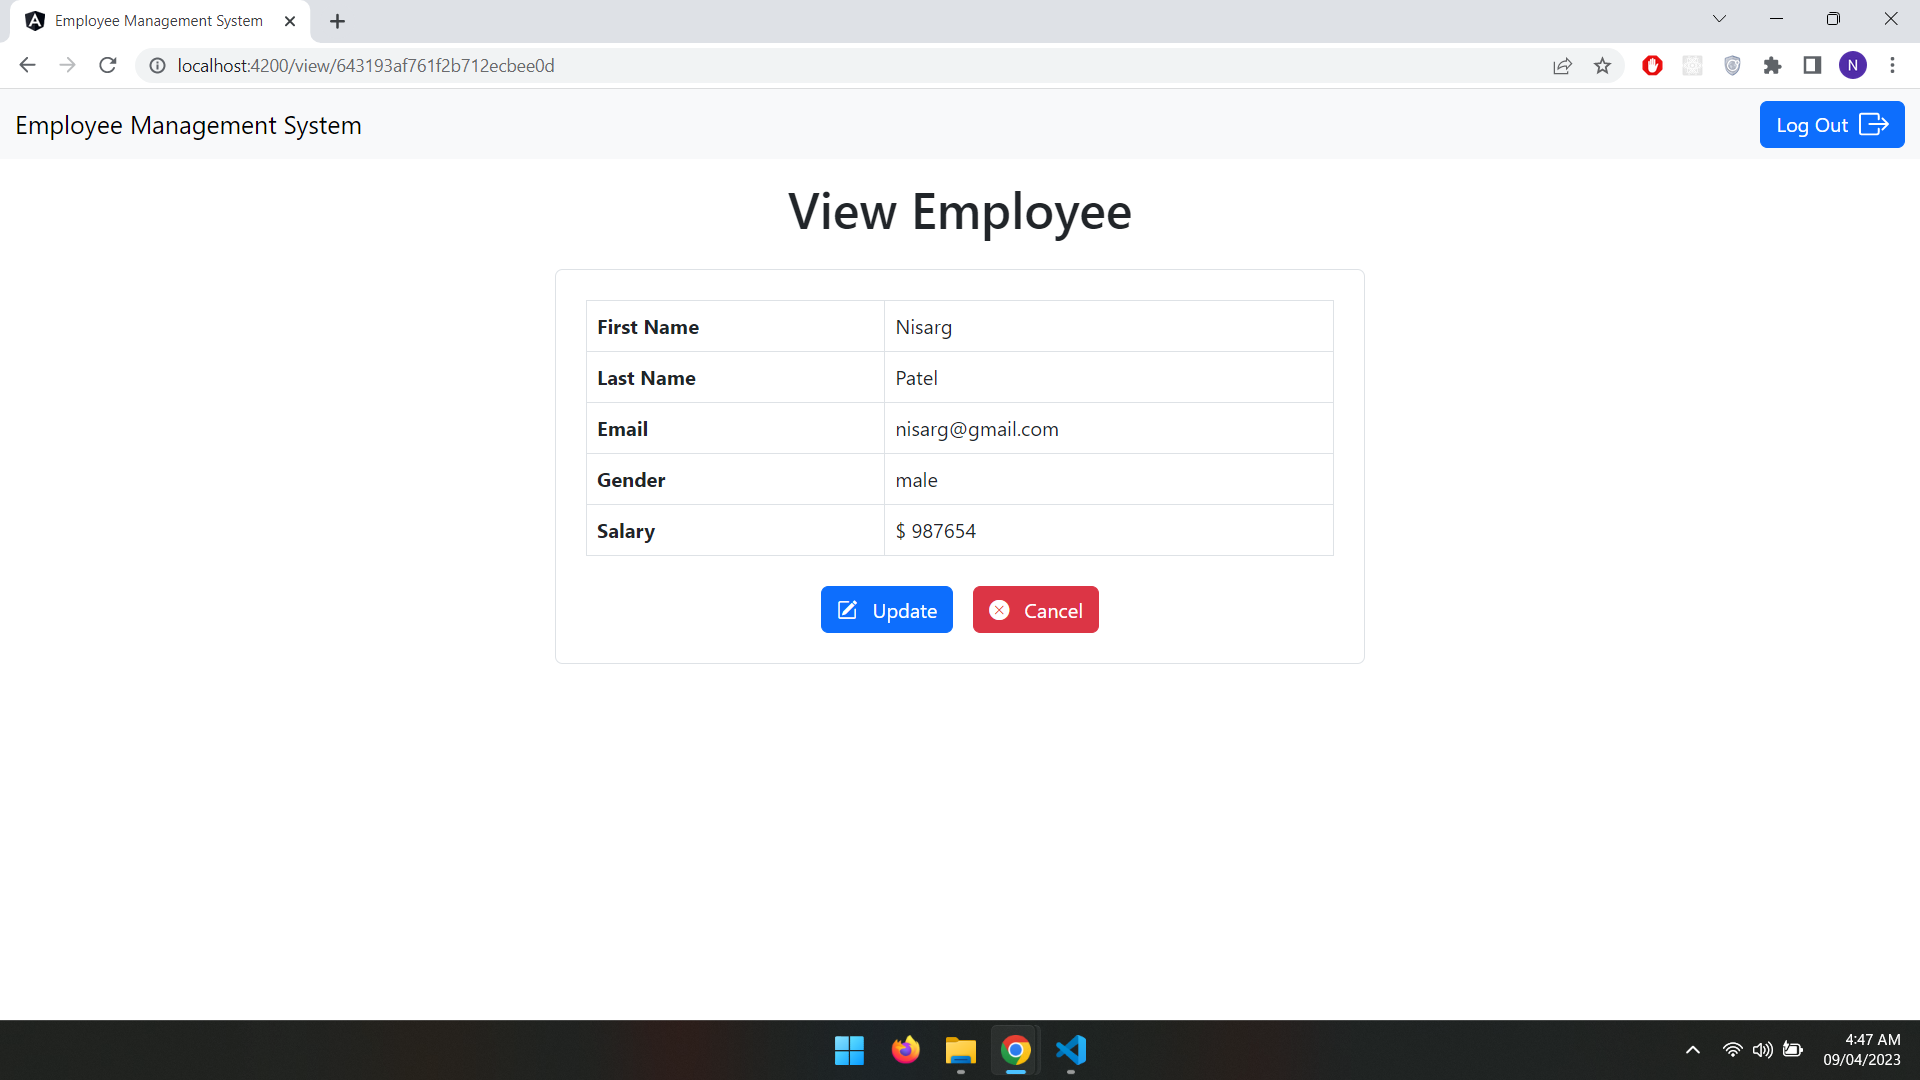 Employee Management System
localhost:4200/view/643193af761f2b712ecbee0d
N
Employee Management System
Log Out
View Employee
First Name Nisarg
Last Name Patel
Email nisarg@gmail.com
Gender male
Salary $ 987654
Update Cancel
4:47 AM
09/04/2023